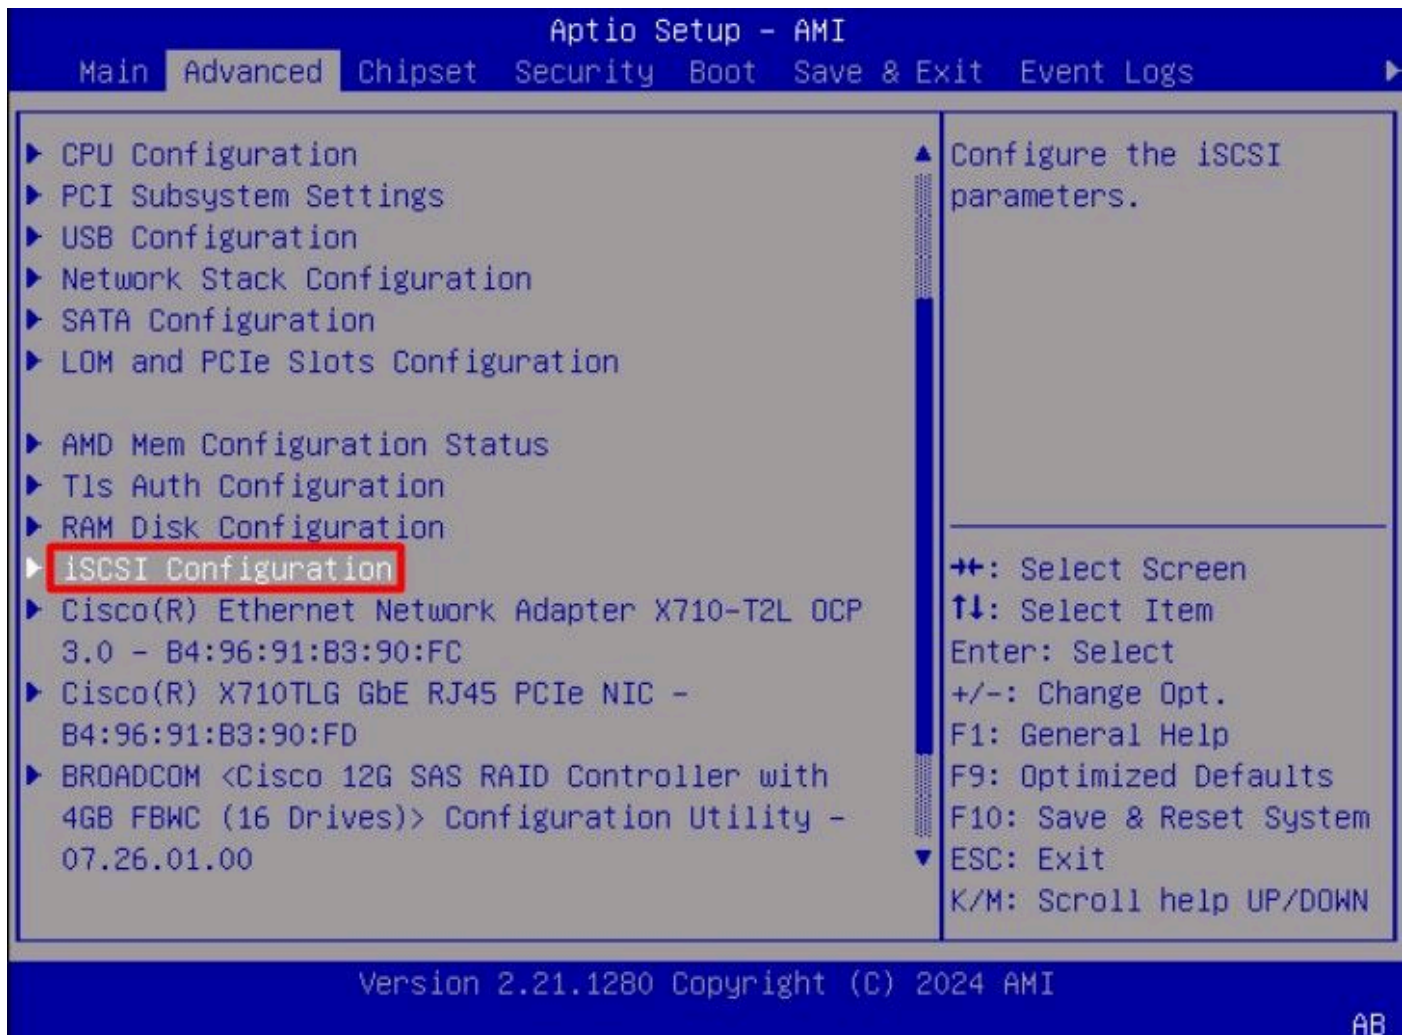 Aptio Setup – AMI
Main Advanced Chipset Security Boot Save & Exit Event Logs
CPU Configuration
PCI Subsystem Settings
USB Configuration
Network Stack Configuration
SATA Configuration
LOM and PCIe Slots Configuration
AMD Mem Configuration Status
Tls Auth Configuration
RAM Disk Configuration
iSCSI Configuration
Cisco(R) Ethernet Network Adapter X710-T2L OCP
3.0 - B4:96:91:B3:90:FC
Cisco(R) X710TLG GbE RJ45 PCIe NIC -
B4:96:91:B3:90:FD
BROADCOM <Cisco 12G SAS RAID Controller with
4GB FBWC (16 Drives)> Configuration Utility -
07.26.01.00
Configure the iSCSI
parameters.
→←: Select Screen
↑↓: Select Item
Enter: Select
+/-: Change Opt.
F1: General Help
F9: Optimized Defaults
F10: Save & Reset System
ESC: Exit
K/M: Scroll help UP/DOWN
Version 2.21.1280 Copyright (C) 2024 AMI
AB